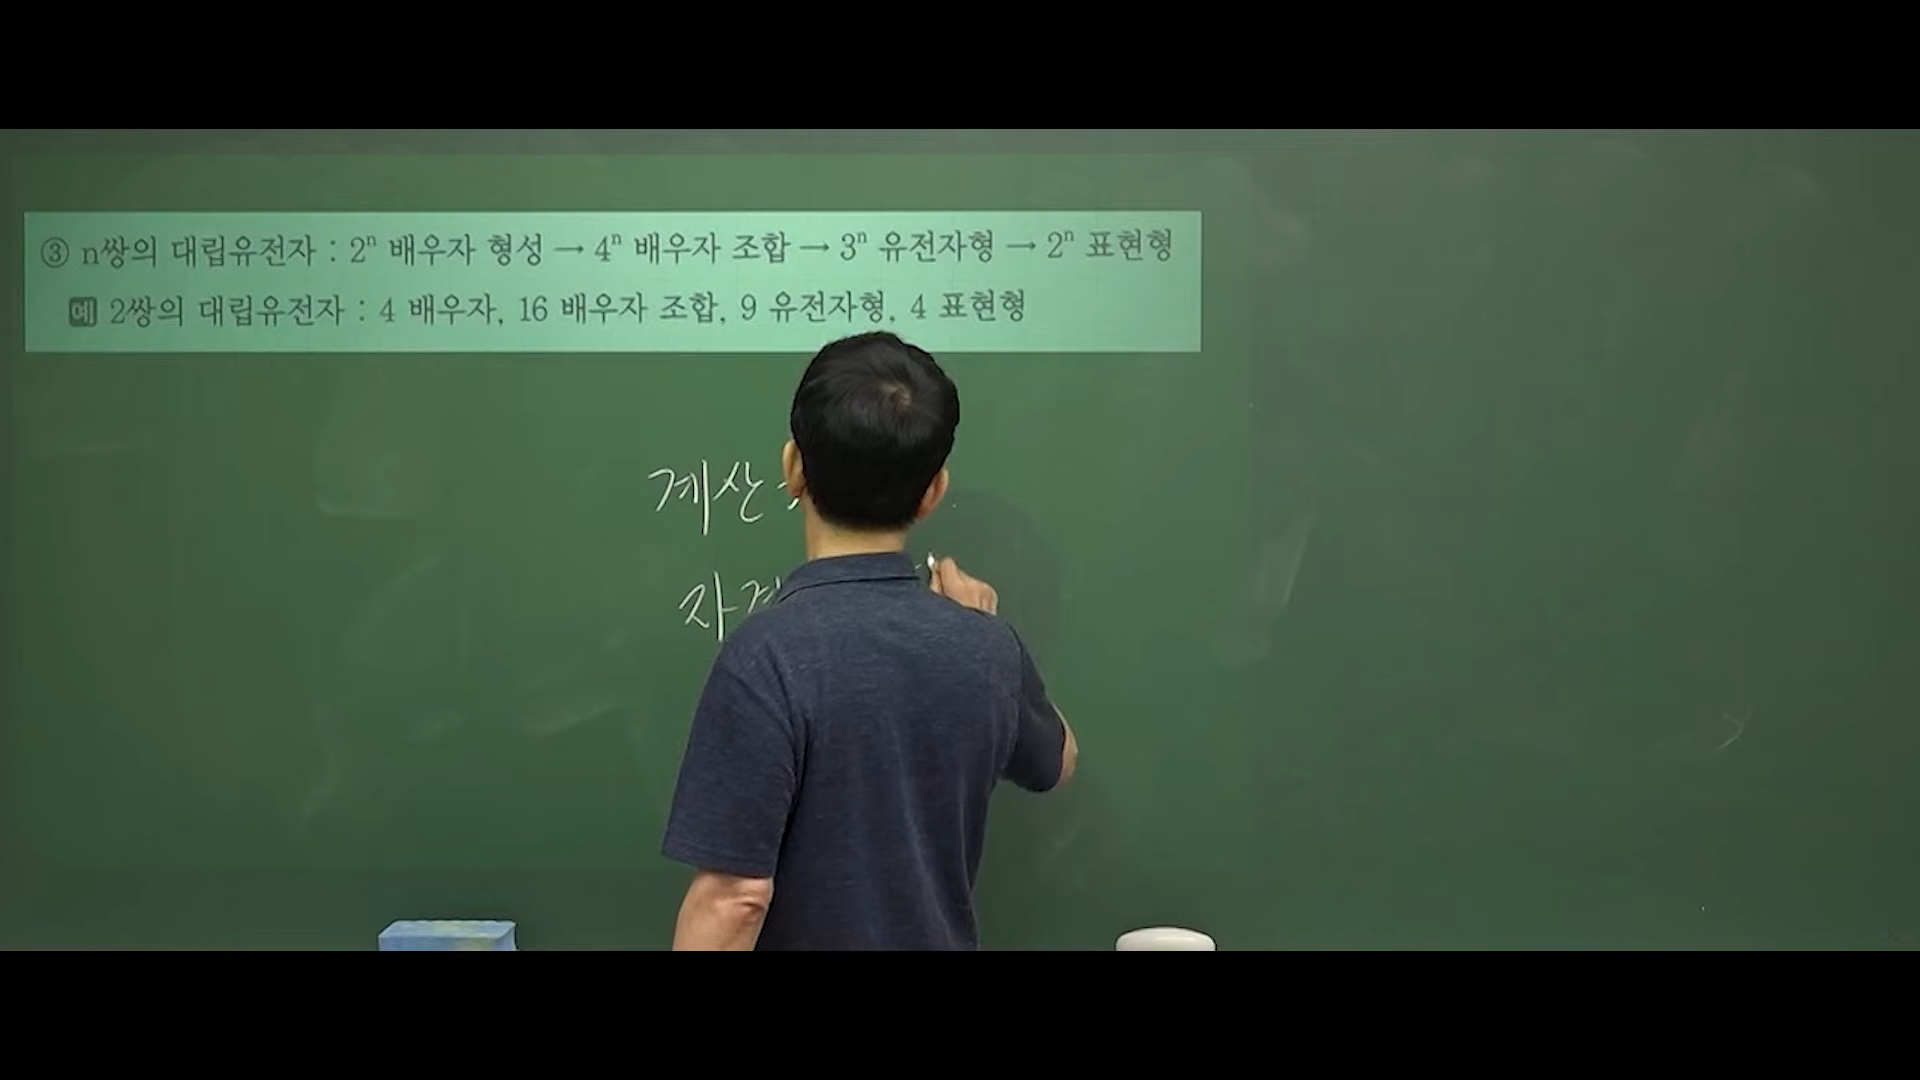 ③ n쌍의 대립유전자 : 2ⁿ 배우자 형성 → 4ⁿ 배우자 조합 → 3ⁿ 유전자형 → 2ⁿ 표현형
예 2쌍의 대립유전자 : 4 배우자, 16 배우자 조합, 9 유전자형, 4 표현형
계산
자격